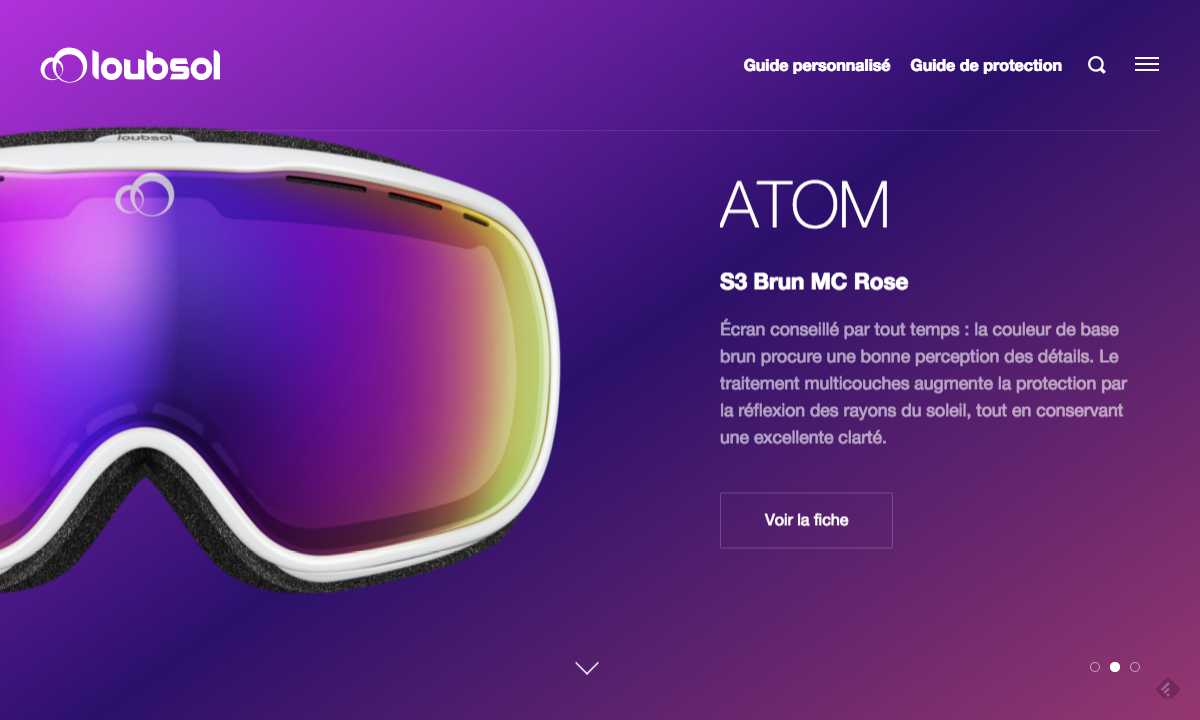 loubsol
Guide personnalisé
Guide de protection
loubsol
ATOM
S3 Brun MC Rose
Écran conseillé par tout temps : la couleur de base
brun procure une bonne perception des détails. Le
traitement multicouches augmente la protection par
la réflexion des rayons du soleil, tout en conservant
une excellente clarté.
Voir la fiche